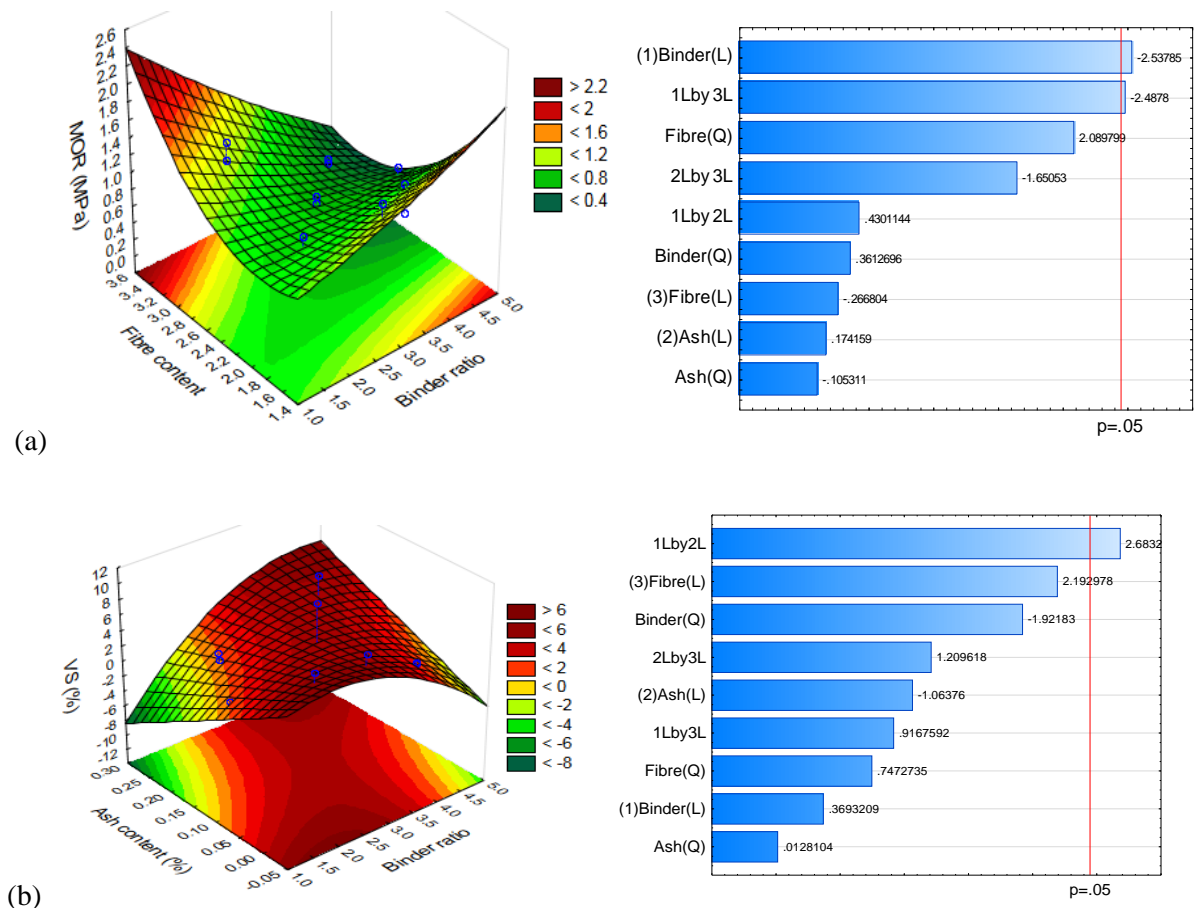 2.6
2.4
2.2
2.0
1.8
1.6
1.4
1.2
1.0
0.8
0.6
0.4
0.2
0.0
MOR (MPa)
3.6
3.4
3.2
3.0
2.8
2.6
2.4
2.2
2.0
1.8
1.6
1.4
Fibre content
1.0
1.5
2.0
2.5
3.0
3.5
4.0
4.5
5.0
Binder ratio
> 2.2
< 2
< 1.6
< 1.2
< 0.8
< 0.4
(1)Binder(L) -2.53785
1Lby 3L -2.4878
Fibre(Q) 2.089799
2Lby 3L -1.65053
1Lby 2L .4301144
Binder(Q) .3612696
(3)Fibre(L) -.266804
(2)Ash(L) .174159
Ash(Q) -.105311
p=.05
(a)
12
10
8
6
4
2
0
-2
-4
-6
-8
-10
-12
VS(%)
0.30
0.25
0.20
0.15
0.10
0.05
0.00
-0.05
Ash content (%)
1.0
1.5
2.0
2.5
3.0
3.5
4.0
4.5
5.0
Binder ratio
> 6
< 6
< 4
< 2
< 0
< -2
< -4
< -6
< -8
1Lby2L 2.6832
(3)Fibre(L) 2.192978
Binder(Q) -1.92183
2Lby3L 1.209618
(2)Ash(L) -1.06376
1Lby3L .9167592
Fibre(Q) .7472735
(1)Binder(L) .3693209
Ash(Q) .0128104
p=.05
(b)